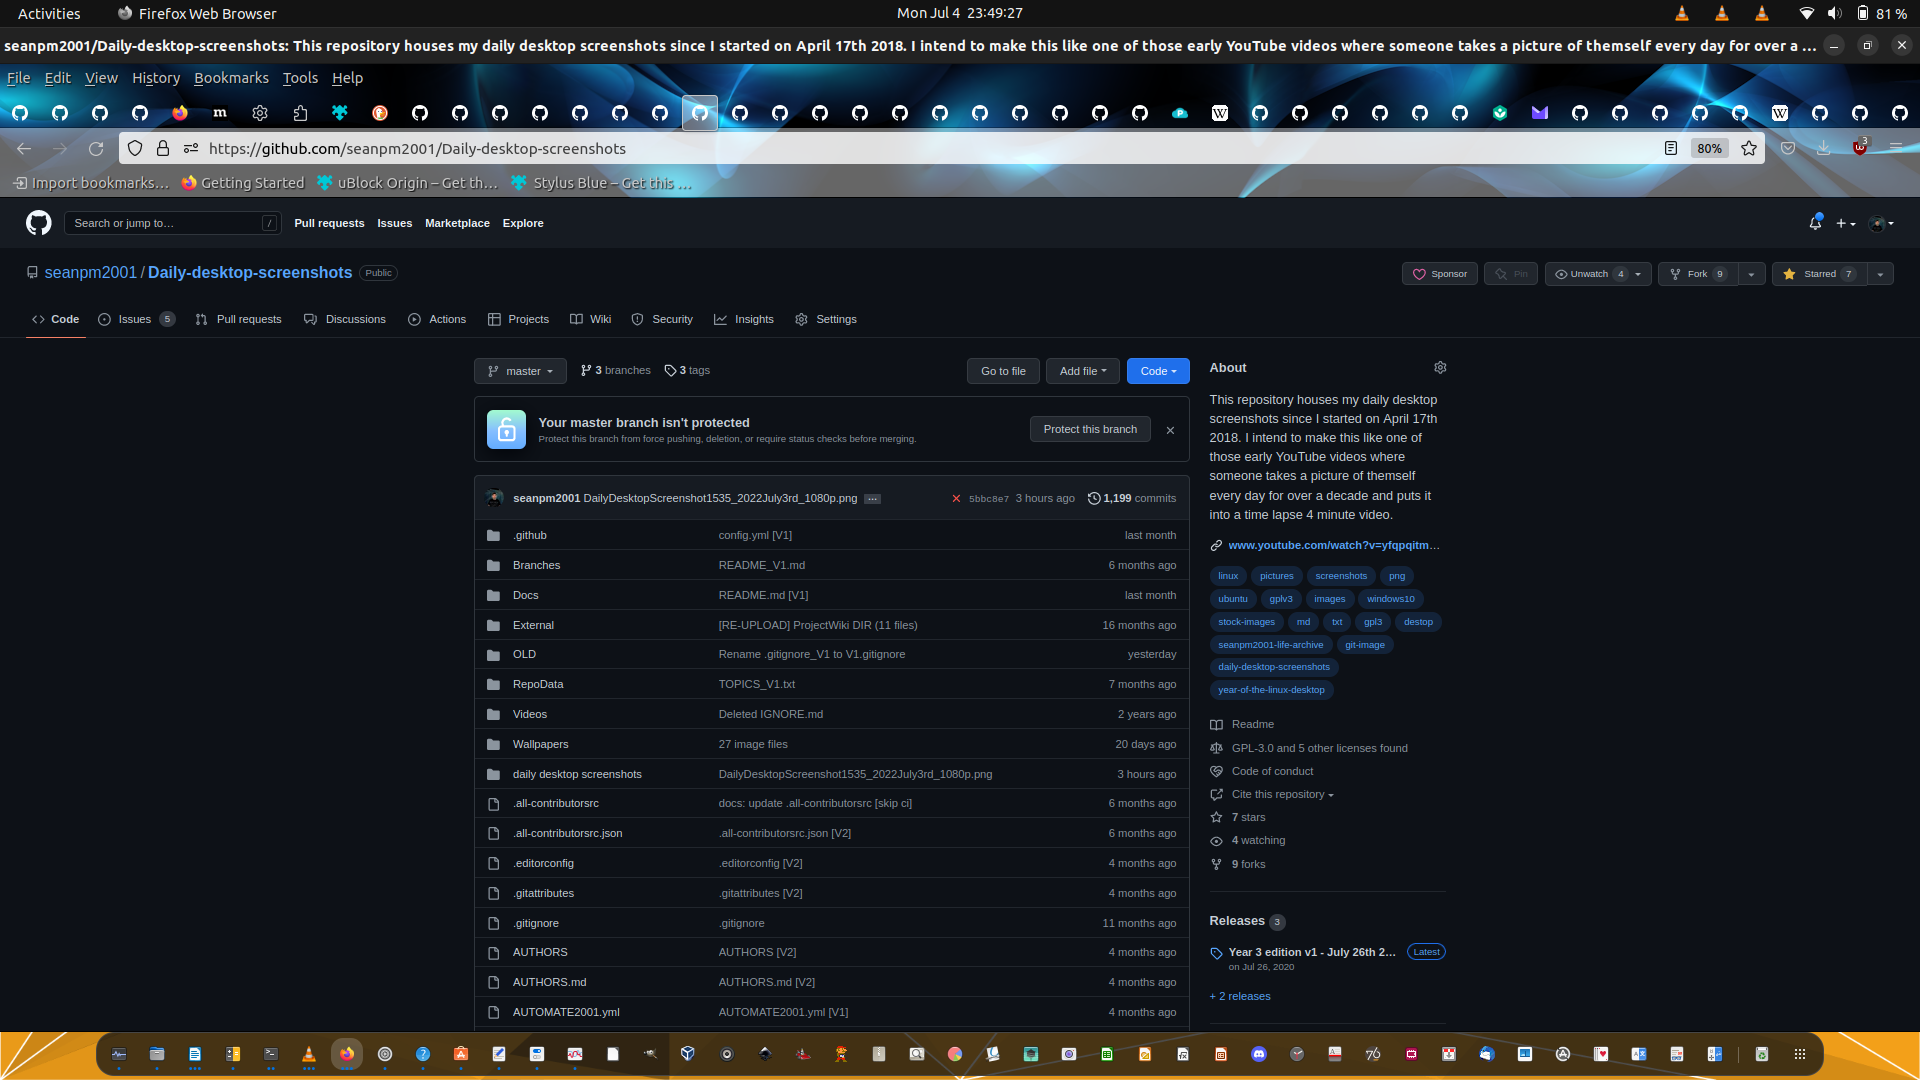 Activities
Firefox Web Browser
Mon Jul 4 23:49:27
81 %
seanpm2001/Daily-desktop-screenshots: This repository houses my daily desktop screenshots since I started on April 17th 2018. I intend to make this like one of those early YouTube videos where someone takes a picture of themself every day for over a ...
File Edit View History Bookmarks Tools Help
https://github.com/seanpm2001/Daily-desktop-screenshots
80%
3
Import bookmarks... Getting Started uBlock Origin – Get th... Stylus Blue – Get this ...
Search or jump to... /
Pull requests Issues Marketplace Explore
seanpm2001 / Daily-desktop-screenshots Public
Sponsor Pin Unwatch 4 Fork 9 Starred 7
Code Issues 5 Pull requests Discussions Actions Projects Wiki Security Insights Settings
master 3 branches 3 tags Go to file Add file Code
Your master branch isn't protected
Protect this branch from force pushing, deletion, or require status checks before merging.
Protect this branch
seanpm2001 DailyDesktopScreenshot1535_2022July3rd_1080p.png ... 5bbc8e7 3 hours ago 1,199 commits
.github config.yml [V1] last month
Branches README_V1.md 6 months ago
Docs README.md [V1] last month
External [RE-UPLOAD] ProjectWiki DIR (11 files) 16 months ago
OLD Rename .gitignore_V1 to V1.gitignore yesterday
RepoData TOPICS_V1.txt 7 months ago
Videos Deleted IGNORE.md 2 years ago
Wallpapers 27 image files 20 days ago
daily desktop screenshots DailyDesktopScreenshot1535_2022July3rd_1080p.png 3 hours ago
.all-contributorsrc docs: update .all-contributorsrc [skip ci] 6 months ago
.all-contributorsrc.json .all-contributorsrc.json [V2] 6 months ago
.editorconfig .editorconfig [V2] 4 months ago
.gitattributes .gitattributes [V2] 4 months ago
.gitignore .gitignore 11 months ago
AUTHORS AUTHORS [V2] 4 months ago
AUTHORS.md AUTHORS.md [V2] 4 months ago
AUTOMATE2001.yml AUTOMATE2001.yml [V1] 4 months ago
About
This repository houses my daily desktop
screenshots since I started on April 17th
2018. I intend to make this like one of
those early YouTube videos where
someone takes a picture of themself
every day for over a decade and puts it
into a time lapse 4 minute video.
www.youtube.com/watch?v=yfqpqitm...
linux pictures screenshots png
ubuntu gplv3 images windows10
stock-images md txt gpl3 destop
seanpm2001-life-archive git-image
daily-desktop-screenshots
year-of-the-linux-desktop
Readme
GPL-3.0 and 5 other licenses found
Code of conduct
Cite this repository
7 stars
4 watching
9 forks
Releases 3
Year 3 edition v1 - July 26th 2... Latest
on Jul 26, 2020
+ 2 releases